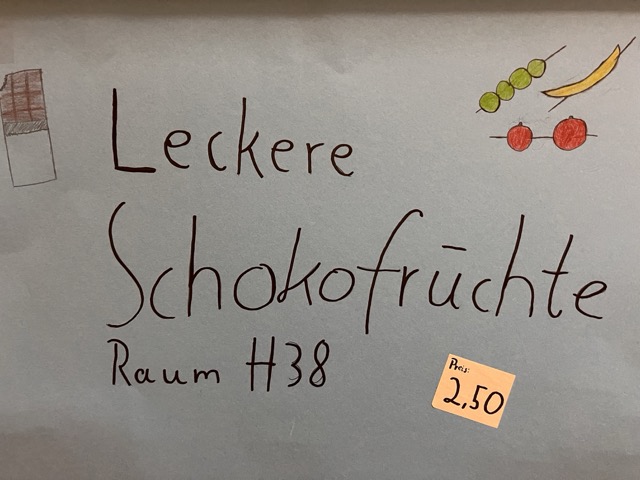 Leckere
Schokofrüchte
Raum H38
Preis:
2,50